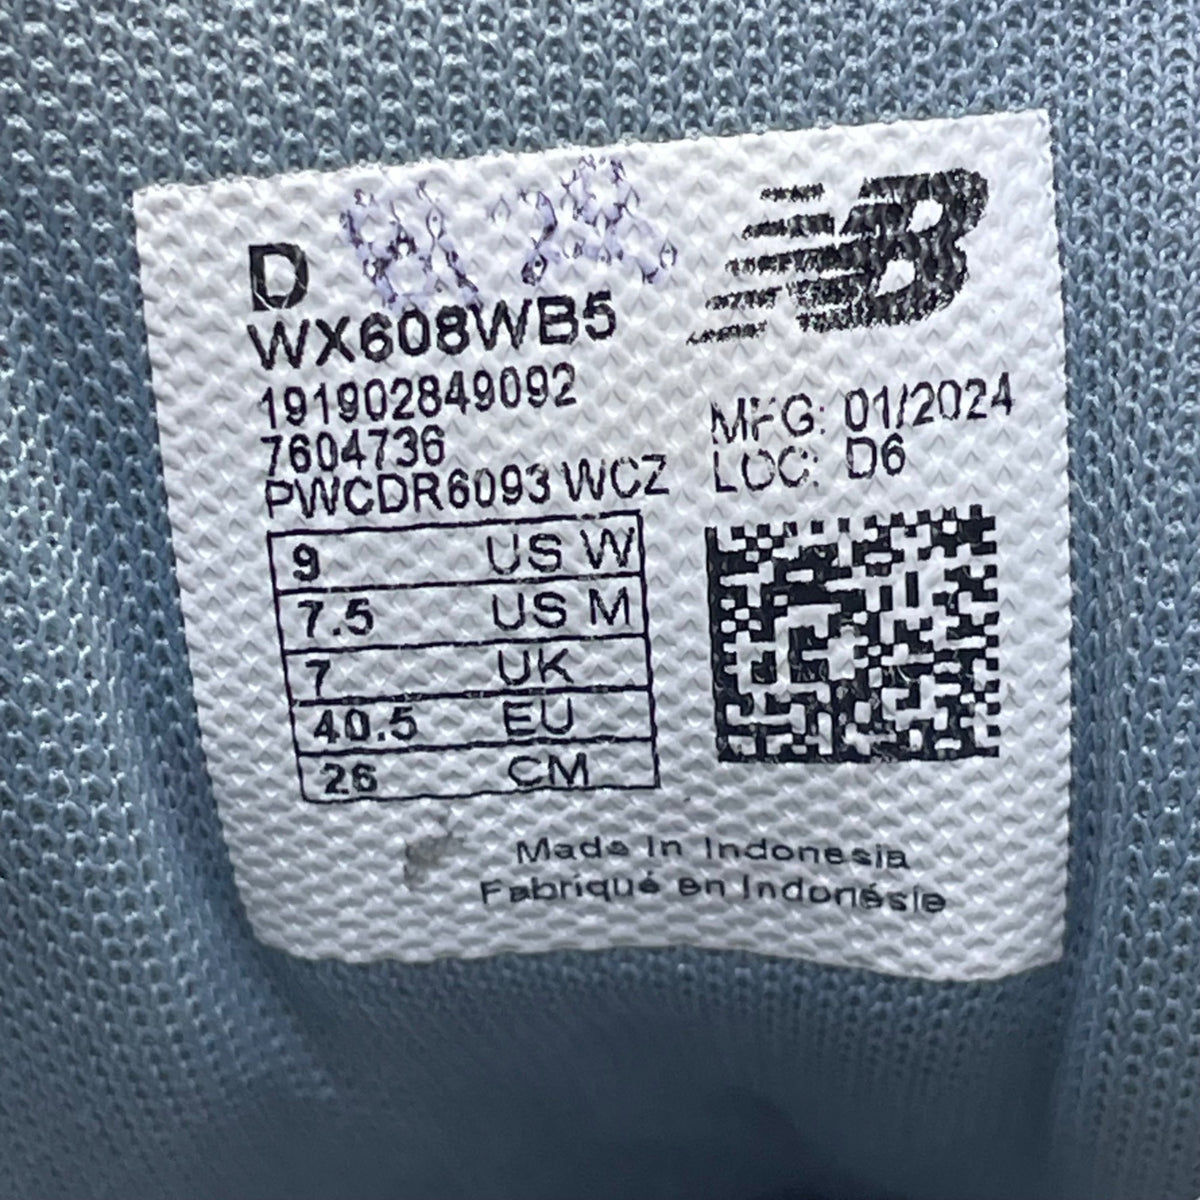 D
NB
WX608WB5
191902849092
7604736
PWCDR6093 WCZ
MFG: 01/2024
LOC: D6
9 US W
7.5 US M
7 UK
40.5 EU
26 CM
Made in Indonesia
Fabriqué en Indonésie